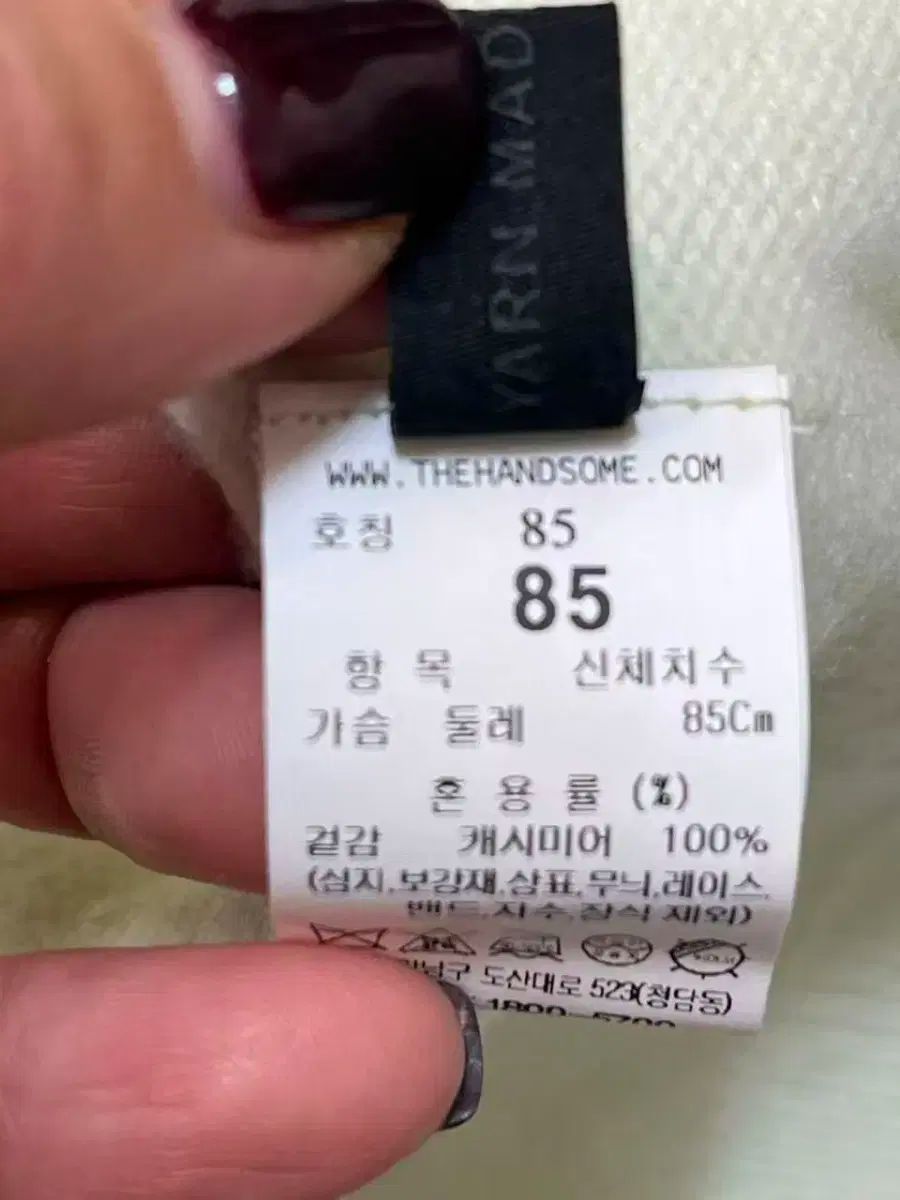 YARN.MAD
WWW.THEHANDSOME.COM
호칭 85
85
항 목 신체치수
가슴 둘레 85Cm
혼 용 률 (%)
겉감 캐시미어 100%
(심지.보강재.상표.무늬.레이스.
밴드.자수.장식 제외)
도산대로 523(청담동)
1800-5700